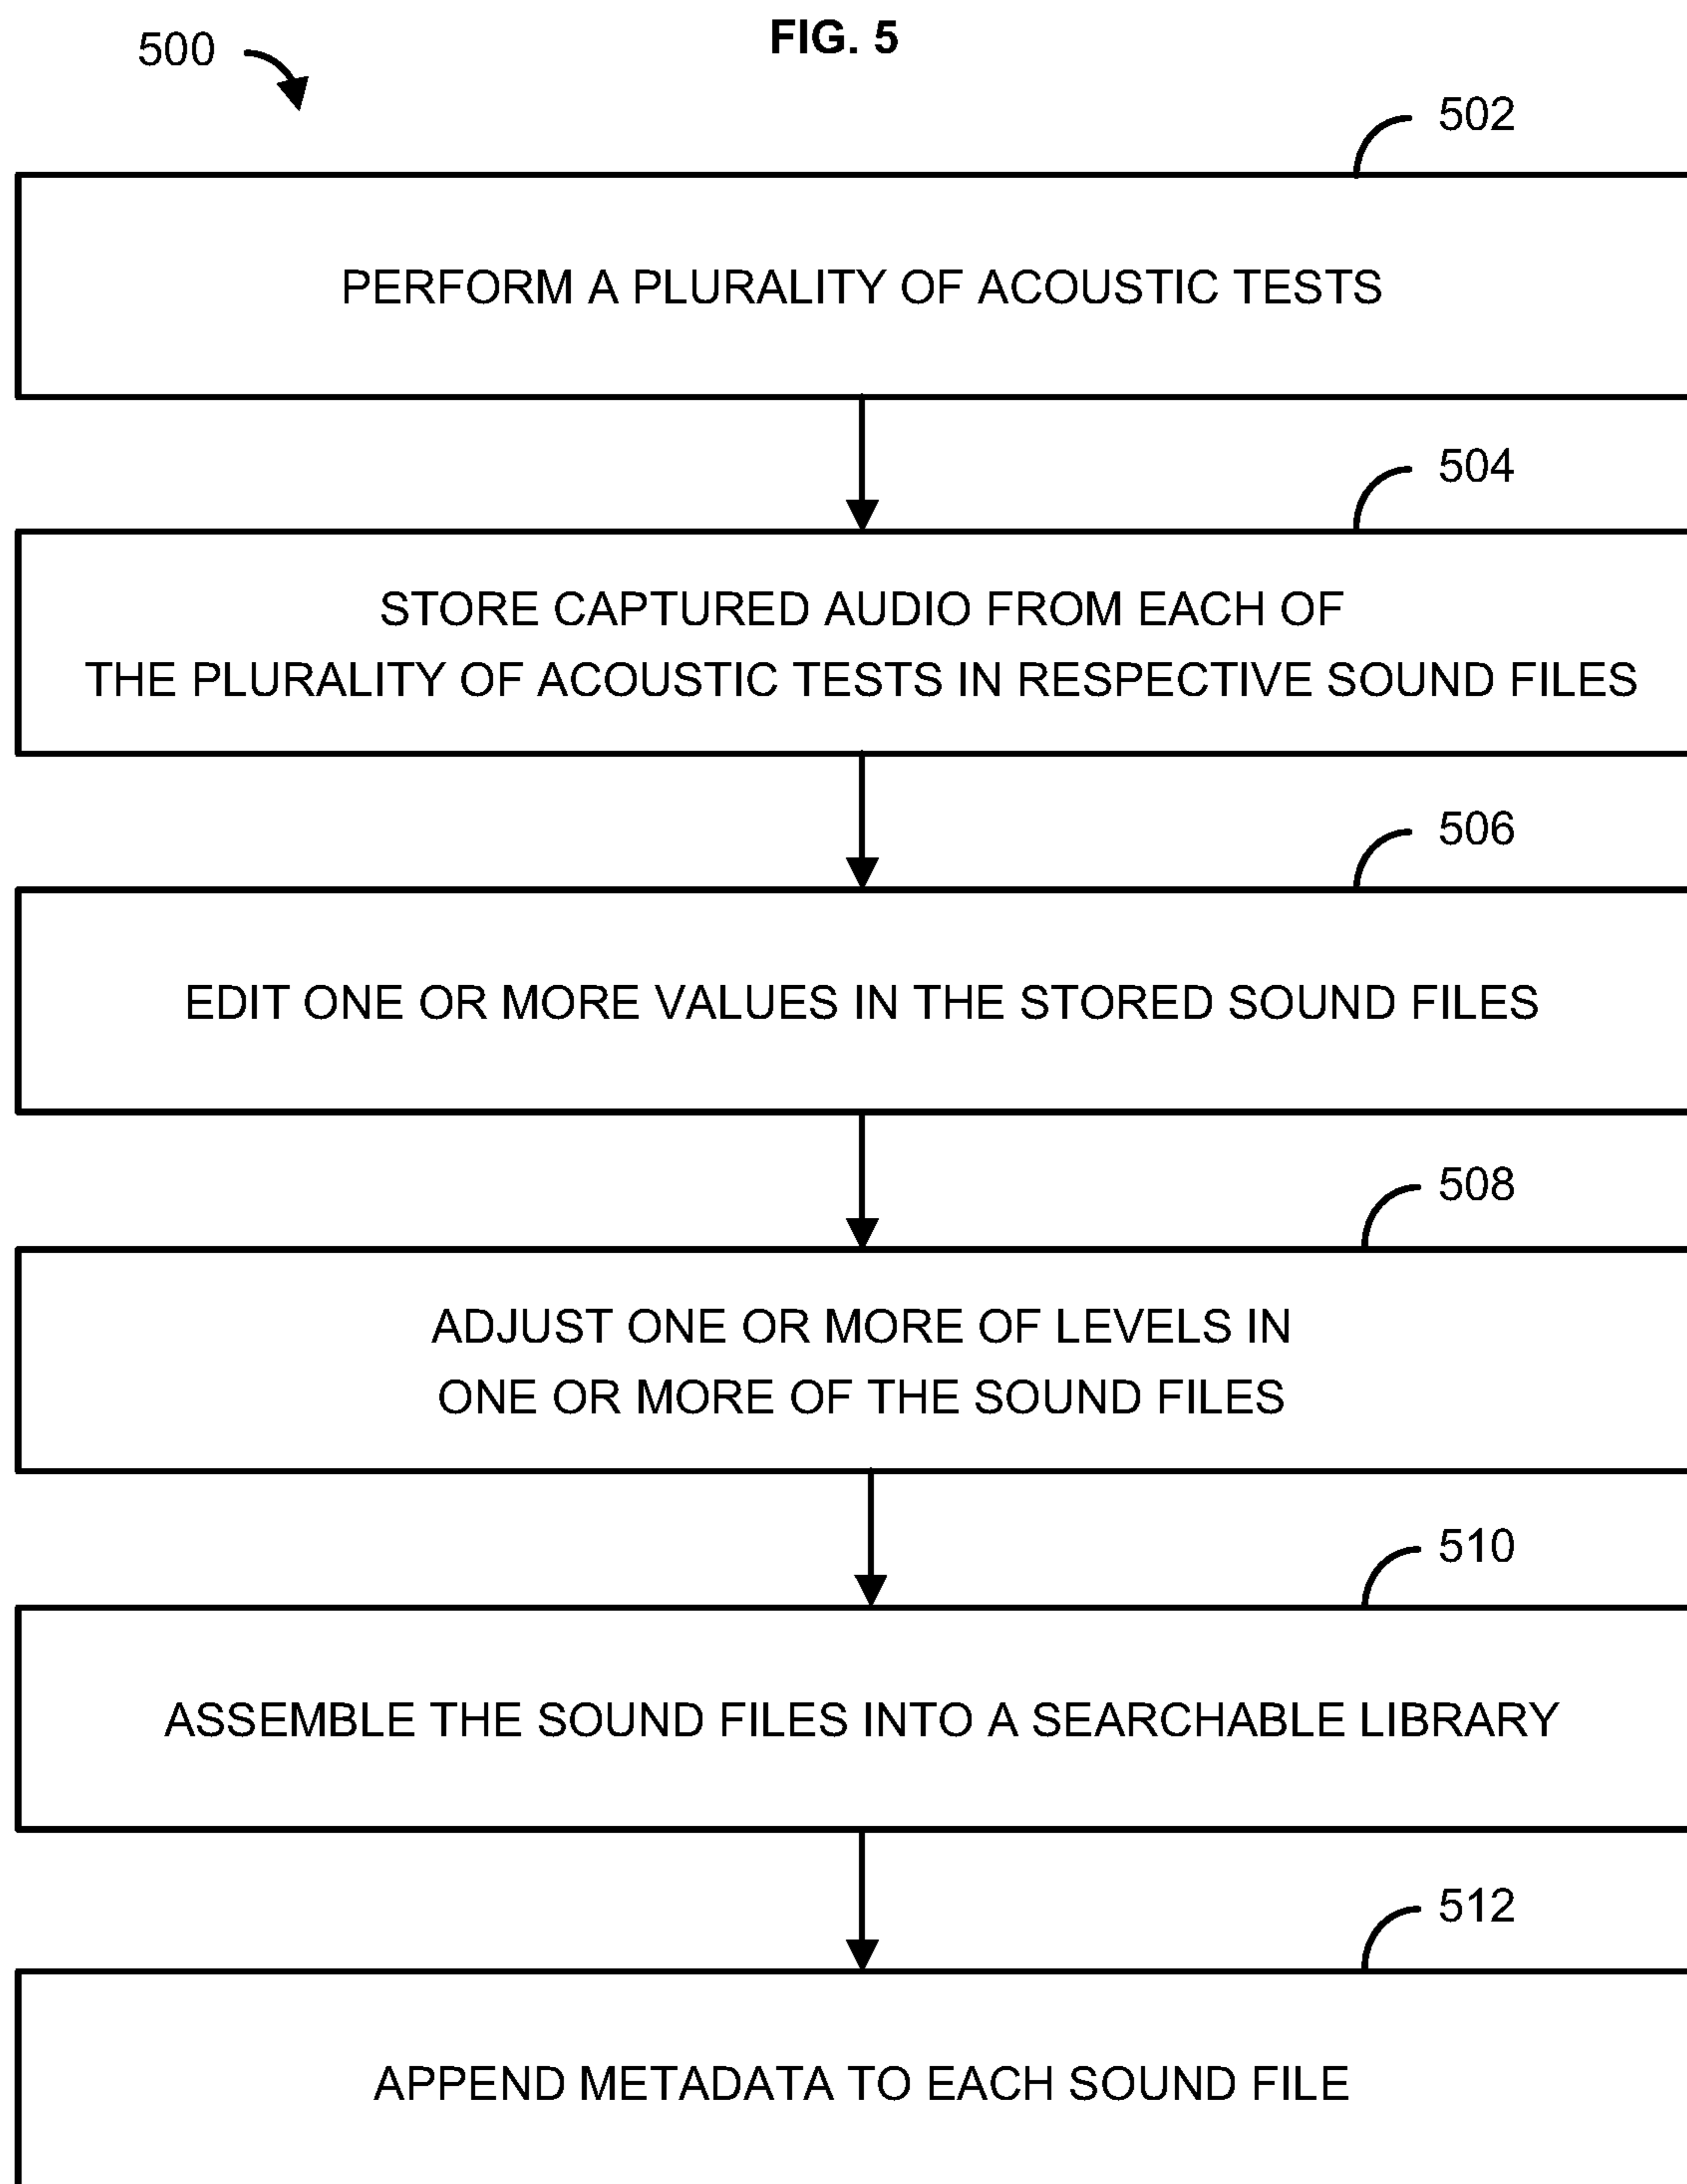 FIG. 5
500
502
PERFORM A PLURALITY OF ACOUSTIC TESTS
504
STORE CAPTURED AUDIO FROM EACH OF
THE PLURALITY OF ACOUSTIC TESTS IN RESPECTIVE SOUND FILES
506
EDIT ONE OR MORE VALUES IN THE STORED SOUND FILES
508
ADJUST ONE OR MORE OF LEVELS IN
ONE OR MORE OF THE SOUND FILES
510
ASSEMBLE THE SOUND FILES INTO A SEARCHABLE LIBRARY
512
APPEND METADATA TO EACH SOUND FILE